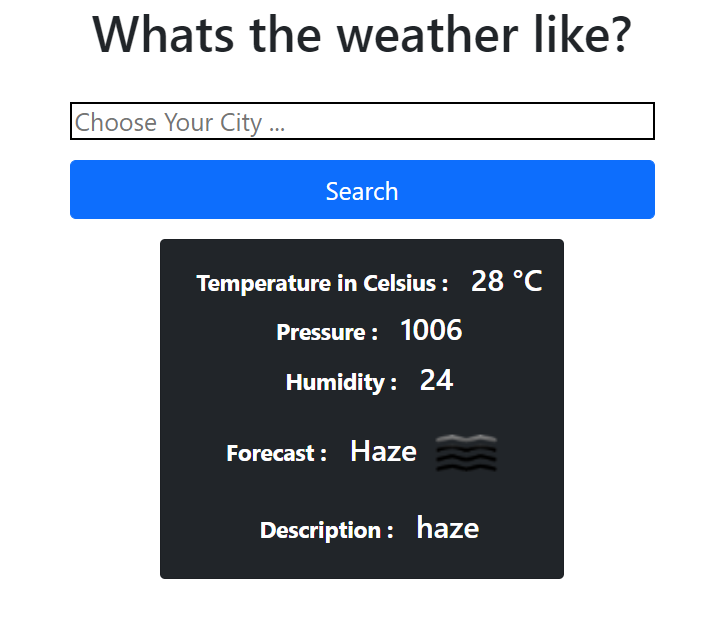 Whats the weather like?
Choose Your City ...
Search
Temperature in Celsius : 28 °C
Pressure : 1006
Humidity : 24
Forecast : Haze
Description : haze